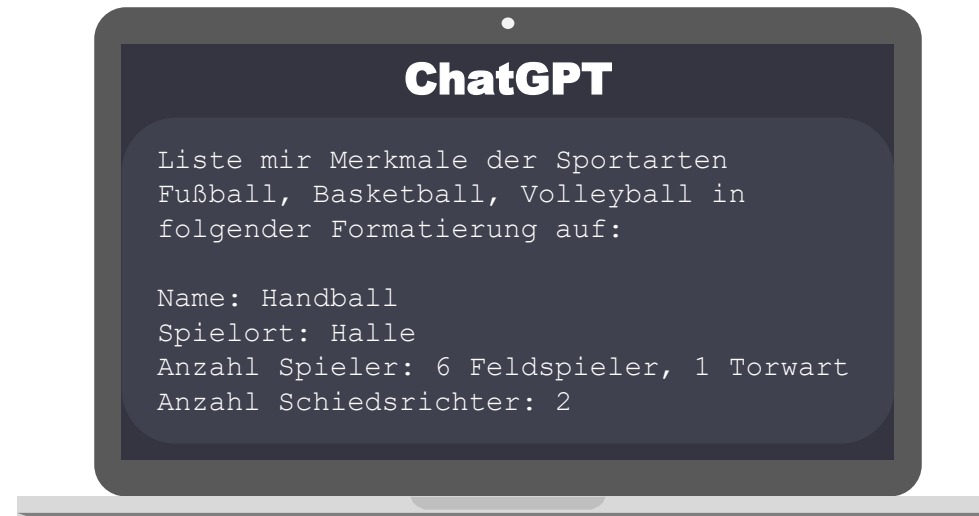 ChatGPT
Liste mir Merkmale der Sportarten
Fußball, Basketball, Volleyball in
folgender Formatierung auf:
Name: Handball
Spielort: Halle
Anzahl Spieler: 6 Feldspieler, 1 Torwart
Anzahl Schiedsrichter: 2